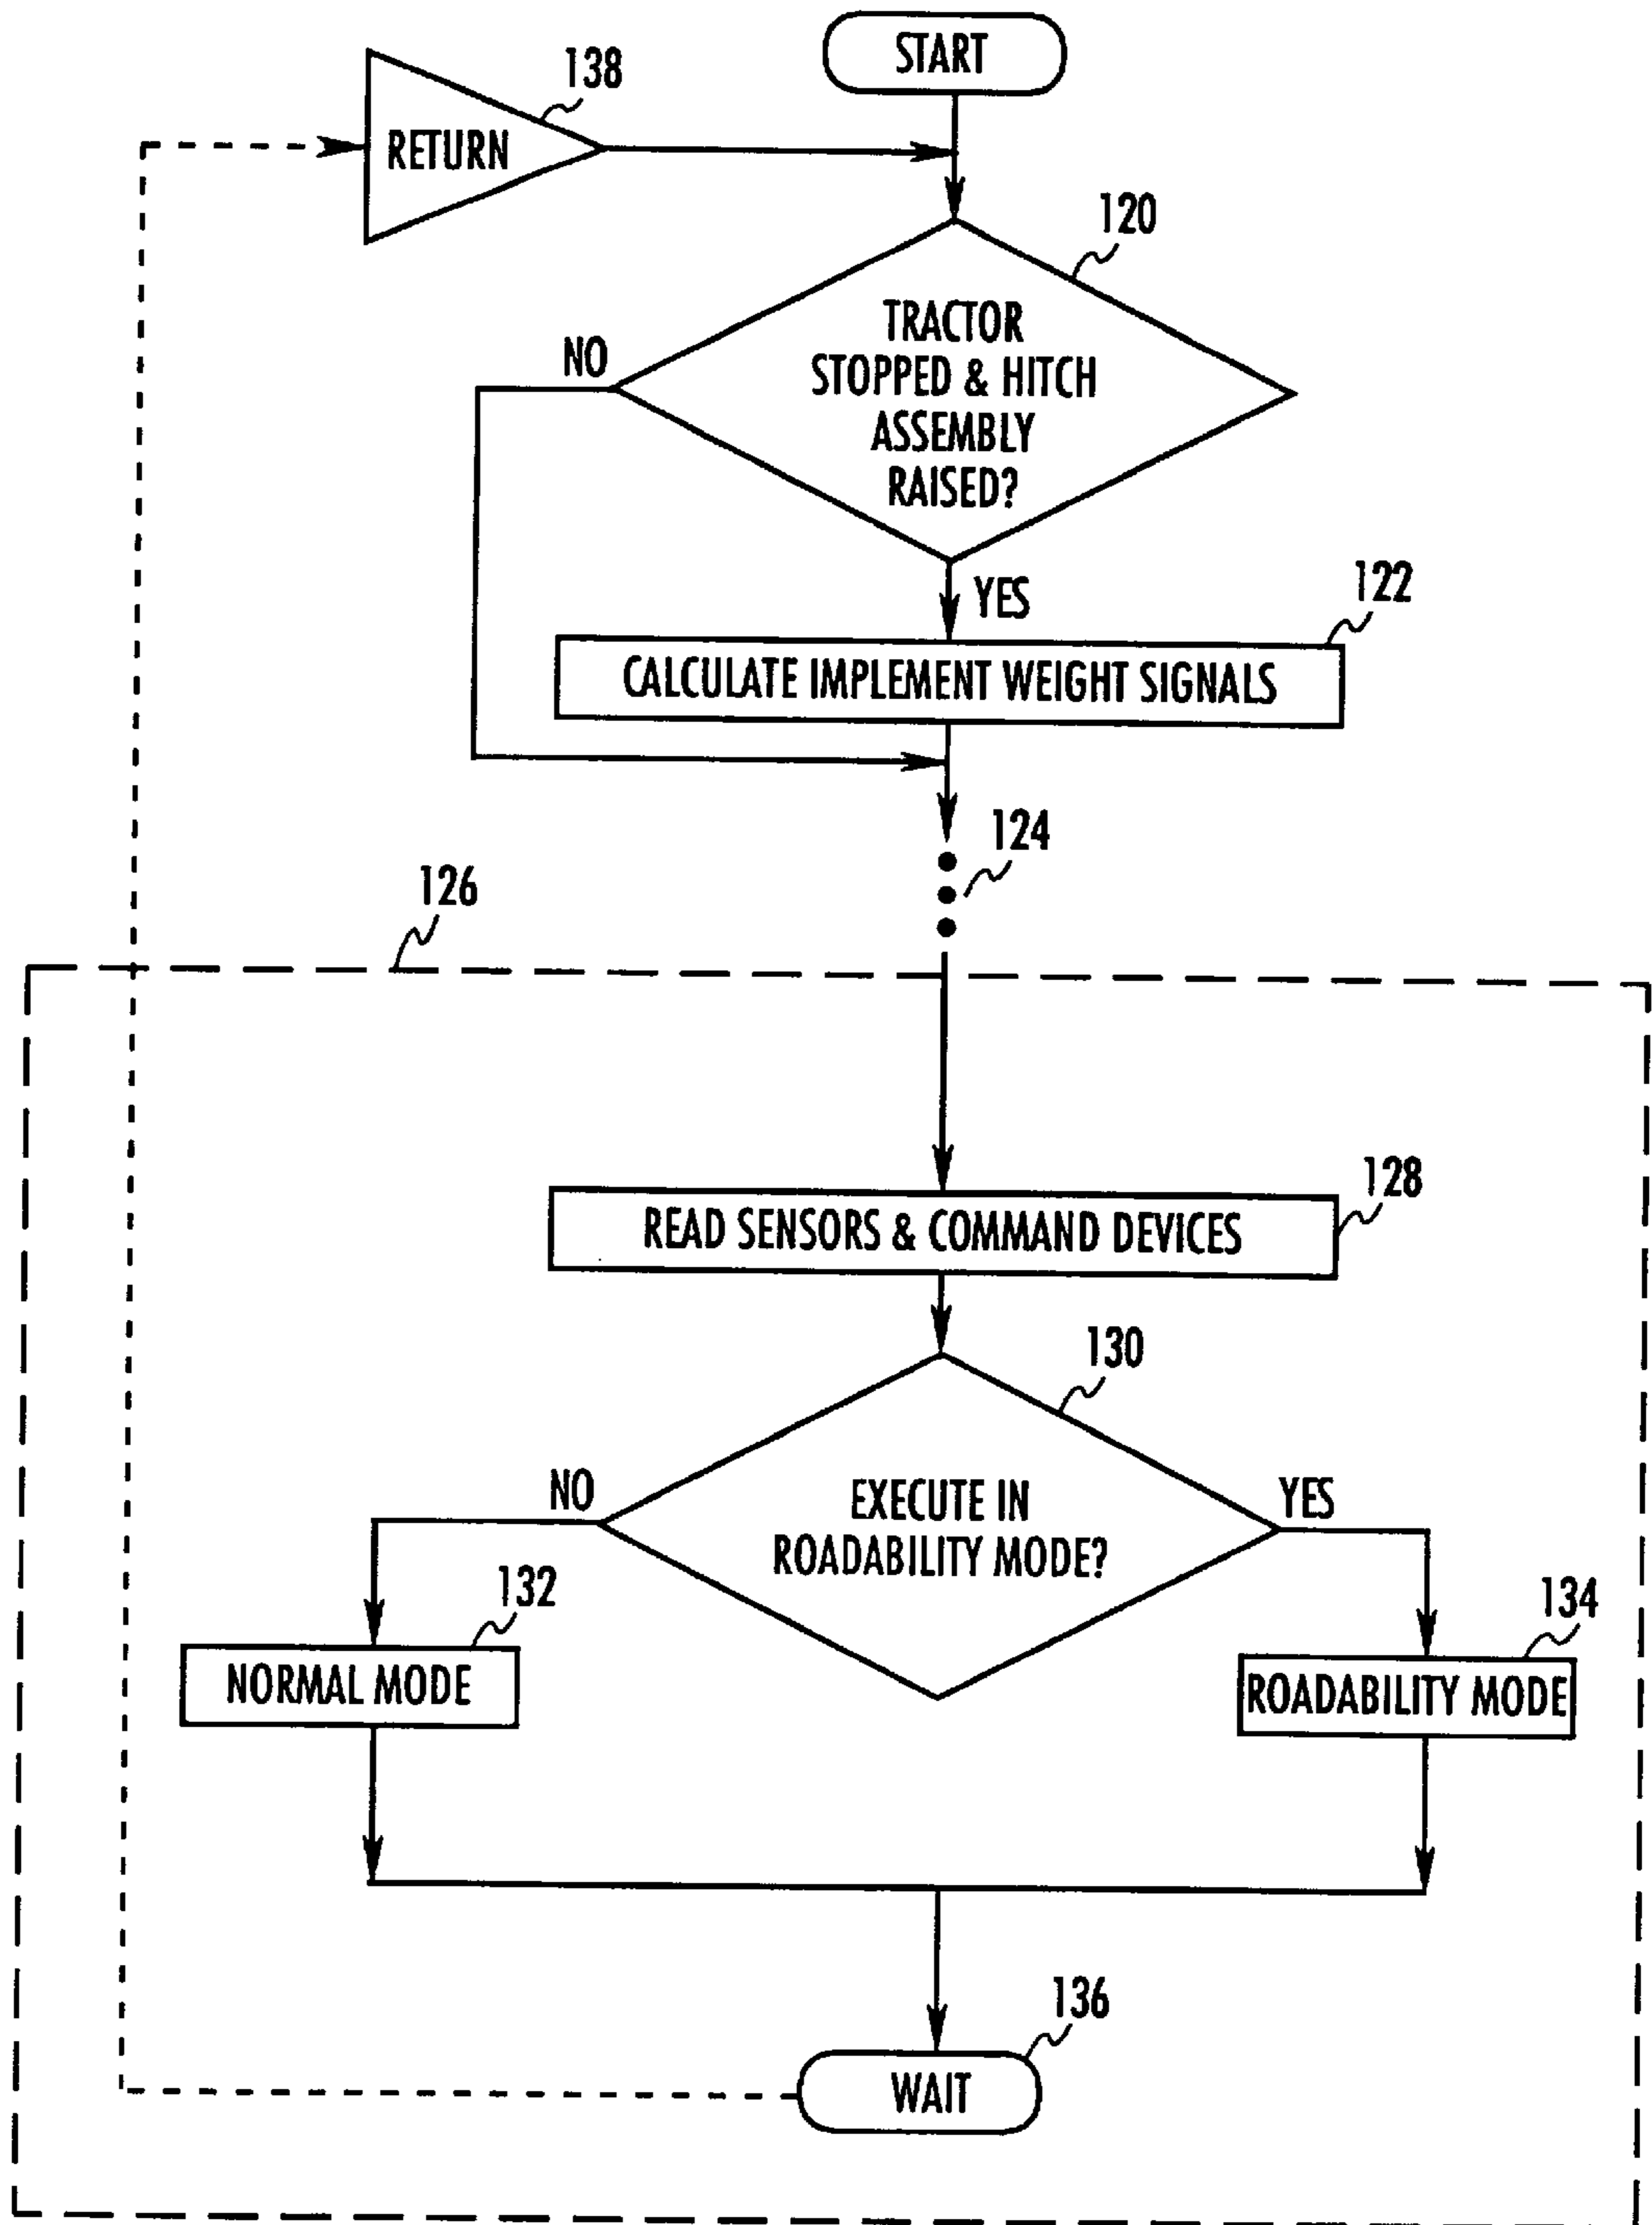 START
138
RETURN
120
TRACTOR
STOPPED & HITCH
ASSEMBLY
RAISED?
NO
YES
122
CALCULATE IMPLEMENT WEIGHT SIGNALS
124
126
128
READ SENSORS & COMMAND DEVICES
130
EXECUTE IN
ROADABILITY MODE?
NO
YES
132
NORMAL MODE
134
ROADABILITY MODE
136
WAIT